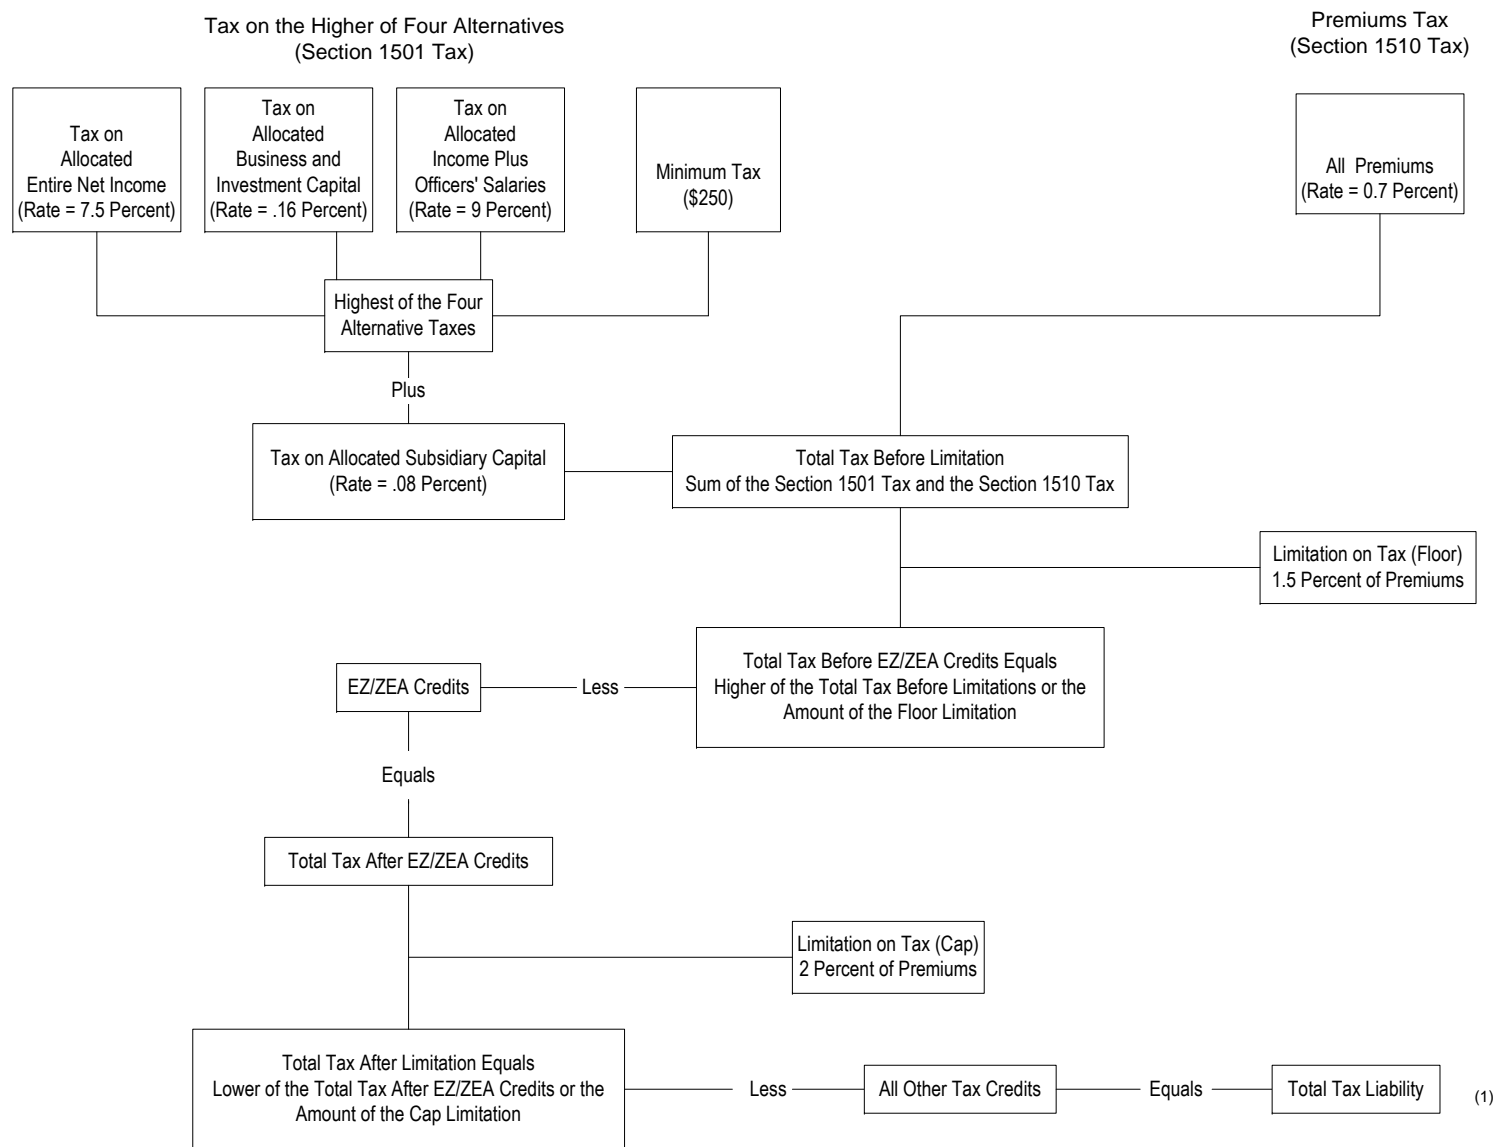 Tax on the Higher of Four Alternatives
(Section 1501 Tax)
Premiums Tax
(Section 1510 Tax)
Tax on
Allocated
Entire Net Income
(Rate = 7.5 Percent)
Tax on
Allocated
Business and
Investment Capital
(Rate = .16 Percent)
Tax on
Allocated
Income Plus
Officers' Salaries
(Rate = 9 Percent)
Minimum Tax
($250)
All Premiums
(Rate = 0.7 Percent)
Highest of the Four
Alternative Taxes
Plus
Tax on Allocated Subsidiary Capital
(Rate = .08 Percent)
Total Tax Before Limitation
Sum of the Section 1501 Tax and the Section 1510 Tax
Limitation on Tax (Floor)
1.5 Percent of Premiums
Total Tax Before EZ/ZEA Credits Equals
Higher of the Total Tax Before Limitations or the
Amount of the Floor Limitation
Less
EZ/ZEA Credits
Equals
Total Tax After EZ/ZEA Credits
Limitation on Tax (Cap)
2 Percent of Premiums
Total Tax After Limitation Equals
Lower of the Total Tax After EZ/ZEA Credits or the
Amount of the Cap Limitation
Less
All Other Tax Credits
Equals
Total Tax Liability
(1)